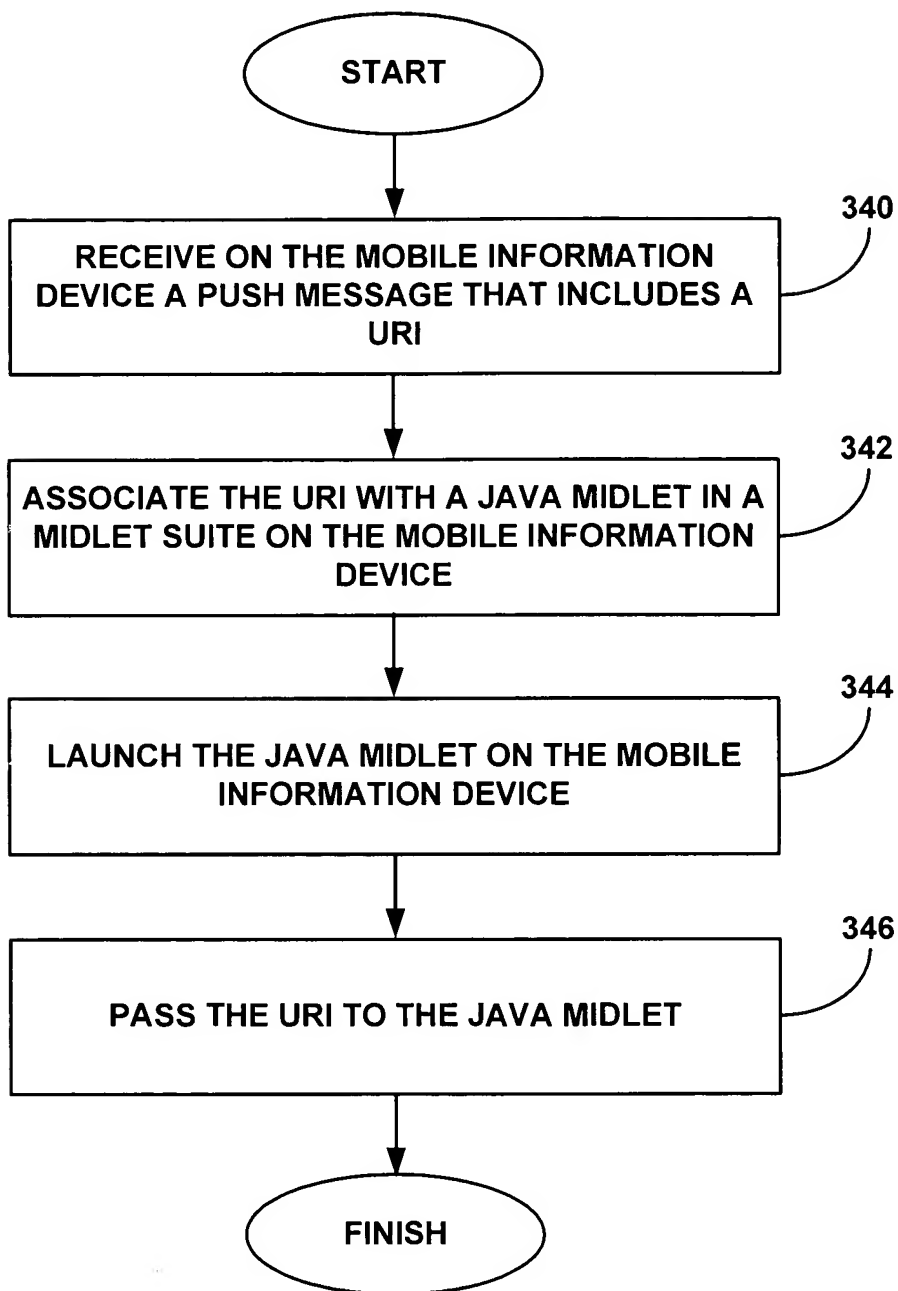 START
340
RECEIVE ON THE MOBILE INFORMATION
DEVICE A PUSH MESSAGE THAT INCLUDES A
URI
342
ASSOCIATE THE URI WITH A JAVA MIDLET IN A
MIDLET SUITE ON THE MOBILE INFORMATION
DEVICE
344
LAUNCH THE JAVA MIDLET ON THE MOBILE
INFORMATION DEVICE
346
PASS THE URI TO THE JAVA MIDLET
FINISH